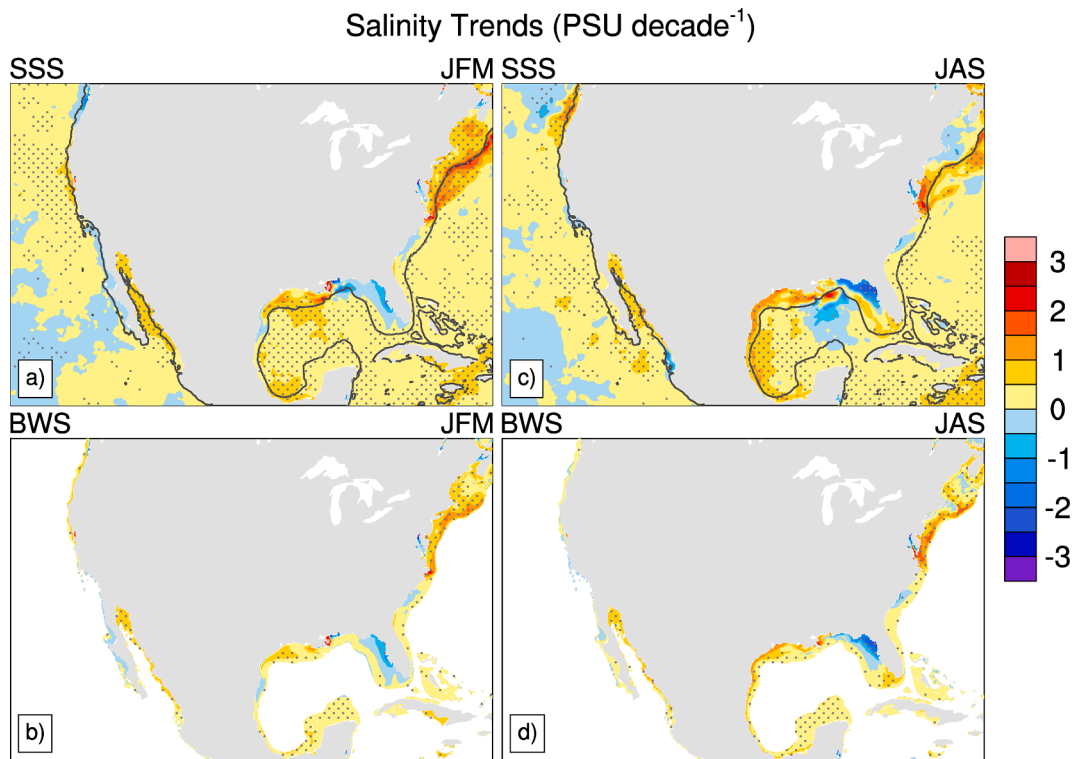 Salinity Trends (PSU decade⁻¹)
SSS JFM SSS JAS
a) c)
BWS JFM BWS JAS
b) d)
3
2
1
0
-1
-2
-3